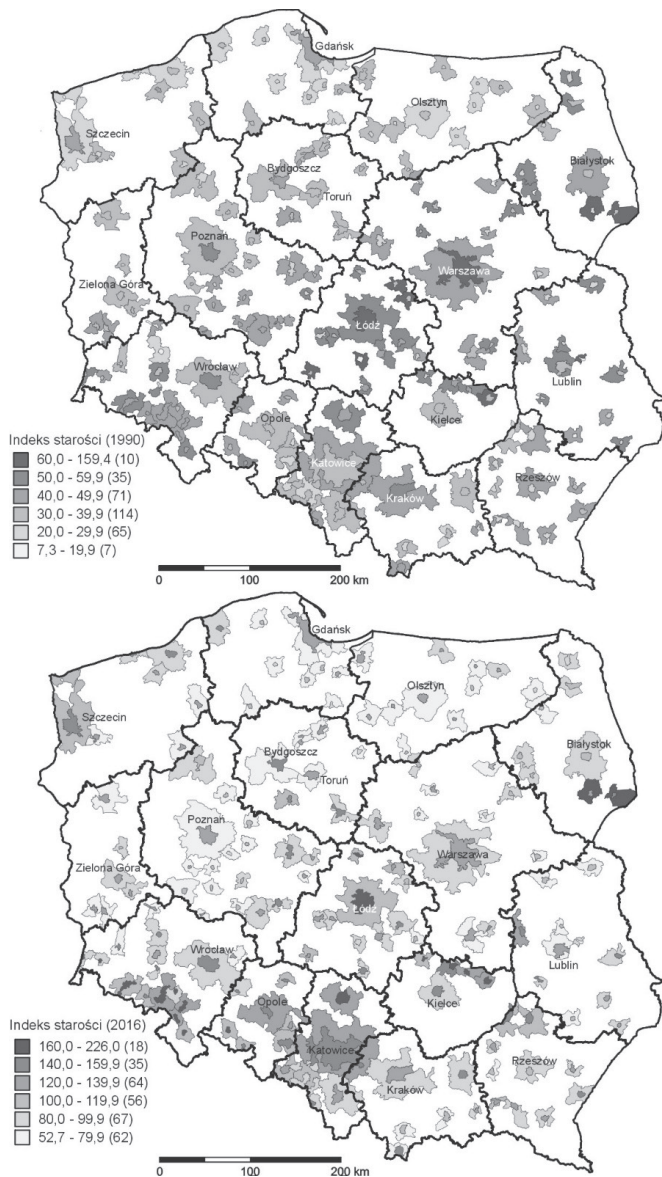 Gdańsk
Olsztyn
Szczecin
Białystok
Bydgoszcz
Toruń
Poznań
Warszawa
Zielona Góra
Łódź
Wrocław
Lublin
Opole
Kielce
Katowice
Rzeszów
Kraków
Indeks starości (1990)
60,0 - 159,4 (10)
50,0 - 59,9 (35)
40,0 - 49,9 (71)
30,0 - 39,9 (114)
20,0 - 29,9 (65)
7,3 - 19,9 (7)
0 100 200 km
Gdańsk
Olsztyn
Szczecin
Białystok
Bydgoszcz
Toruń
Poznań
Warszawa
Zielona Góra
Łódź
Wrocław
Lublin
Opole
Kielce
Katowice
Rzeszów
Kraków
Indeks starości (2016)
160,0 - 226,0 (18)
140,0 - 159,9 (35)
120,0 - 139,9 (64)
100,0 - 119,9 (56)
80,0 - 99,9 (67)
52,7 - 79,9 (62)
0 100 200 km